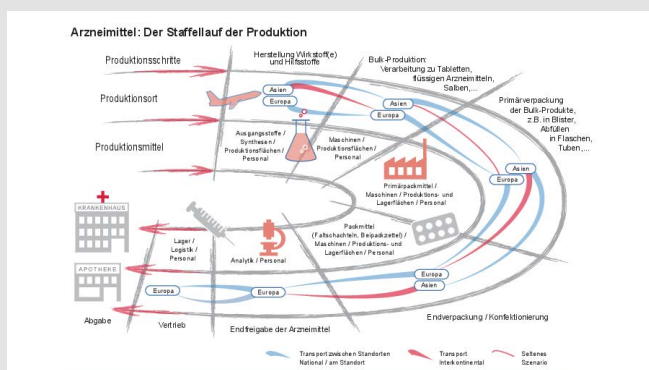 Arzneimittel: Der Staffellauf der Produktion
Produktionsschritte
Herstellung Wirkstoff(e)
und Hilfsstoffe
Bulk-Produktion:
Verarbeitung zu Tabletten,
flüssigen Arzneimitteln,
Salben,...
Produktionsort
Asien
Europa
Asien
Europa
Primärverpackung
der Bulk-Produkte,
z.B. in Blister,
Abfüllen
in Flaschen,
Tuben,...
Produktionsmittel
Ausgangsstoffe /
Synthesen /
Produktionsflächen /
Personal
Maschinen /
Produktionsflächen /
Personal
Primärpackmittel /
Maschinen / Produktions- und
Lagerflächen / Personal
Asien
Europa
KRANKENHAUS
Lager /
Logistik /
Personal
Analytik / Personal
Packmittel
(Faltschachteln, Beipackzettel) /
Maschinen / Produktions- und
Lagerflächen / Personal
APOTHEKE
Europa
Europa
Europa
Asien
Abgabe
Vertrieb
Endfreigabe der Arzneimittel
Endverpackung / Konfektionierung
Transport zwischen Standorten
National / am Standort
Transport
Interkontinental
Seltenes
Szenario